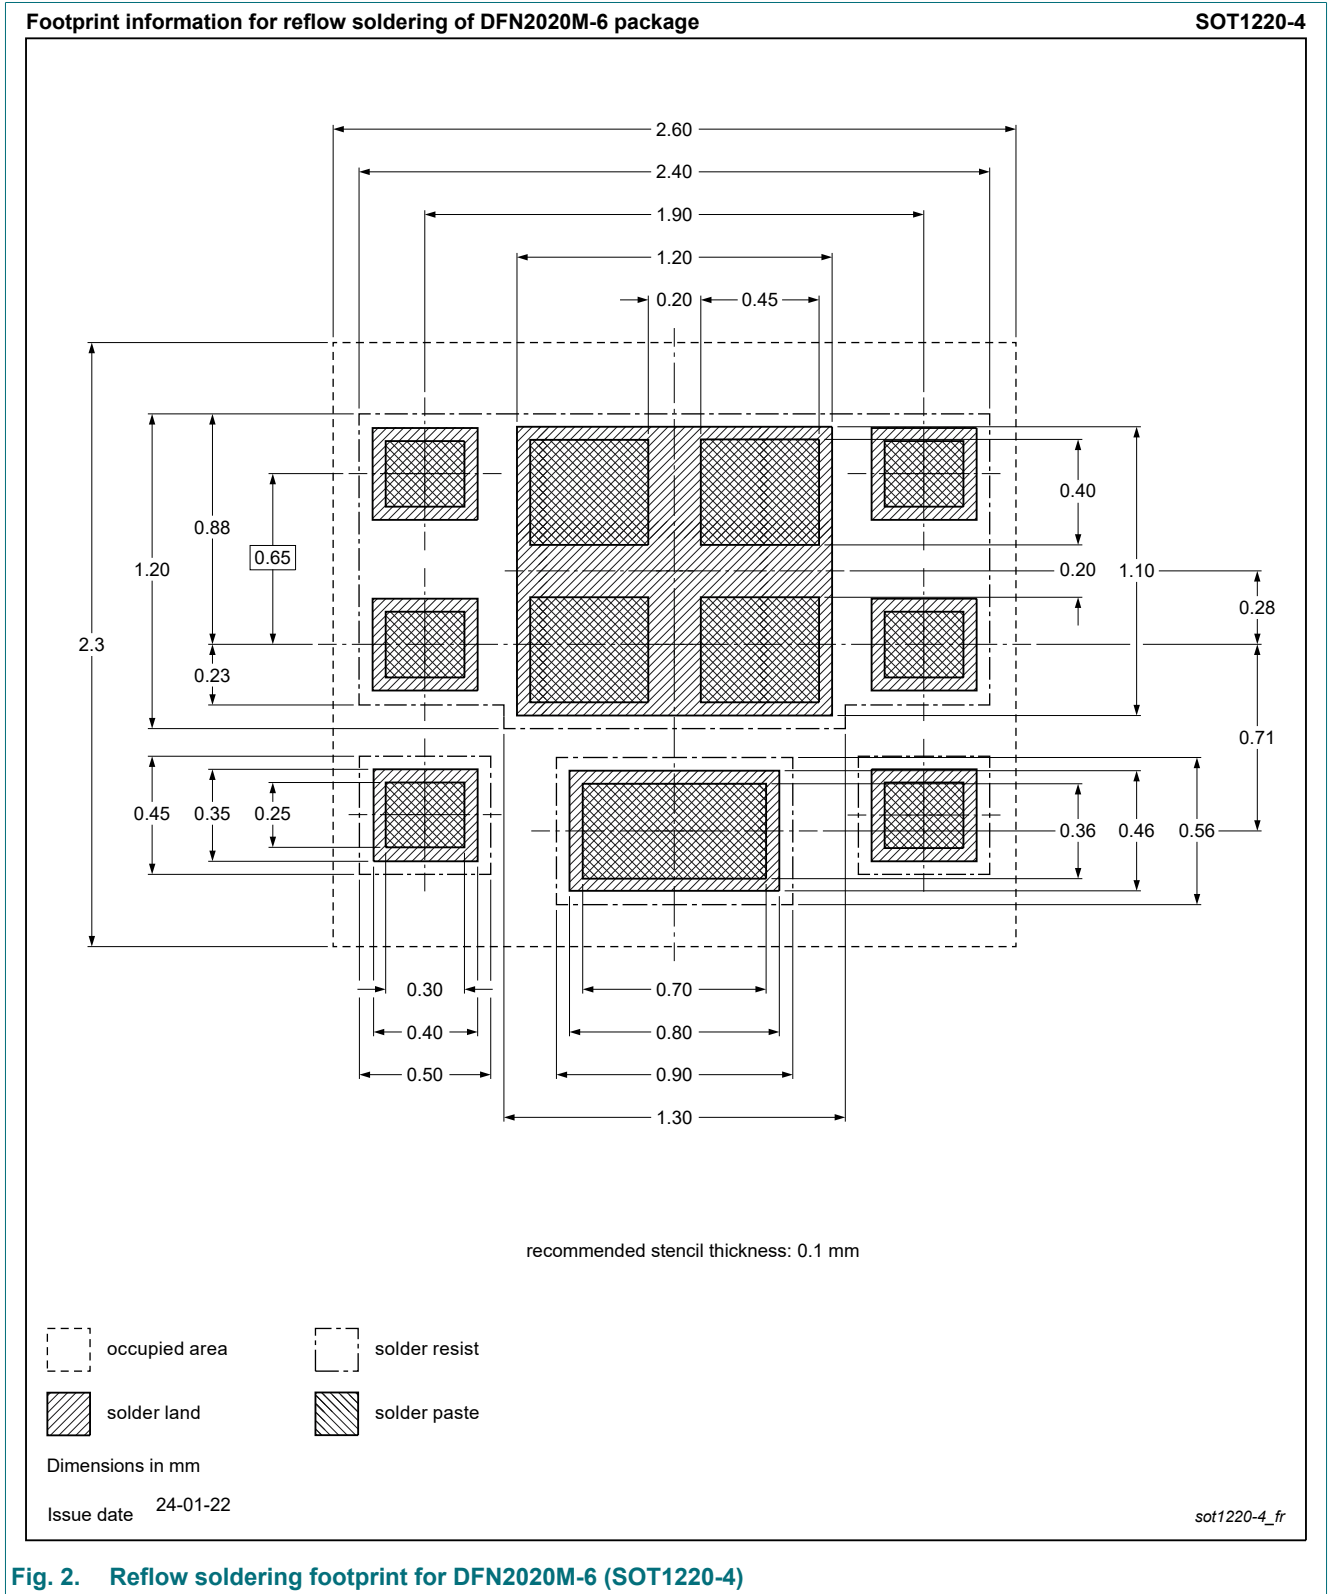 Footprint information for reflow soldering of DFN2020M-6 package SOT1220-4
2.60
2.40
1.90
1.20
0.20 0.45
0.40
0.88
0.65
1.20
0.20 1.10
0.28
2.3
0.23
0.71
0.45 0.35 0.25
0.36 0.46 0.56
0.30 0.70
0.40 0.80
0.50 0.90
1.30
recommended stencil thickness: 0.1 mm
occupied area solder resist
solder land solder paste
Dimensions in mm
Issue date 24-01-22
sot1220-4_fr
Fig. 2. Reflow soldering footprint for DFN2020M-6 (SOT1220-4)